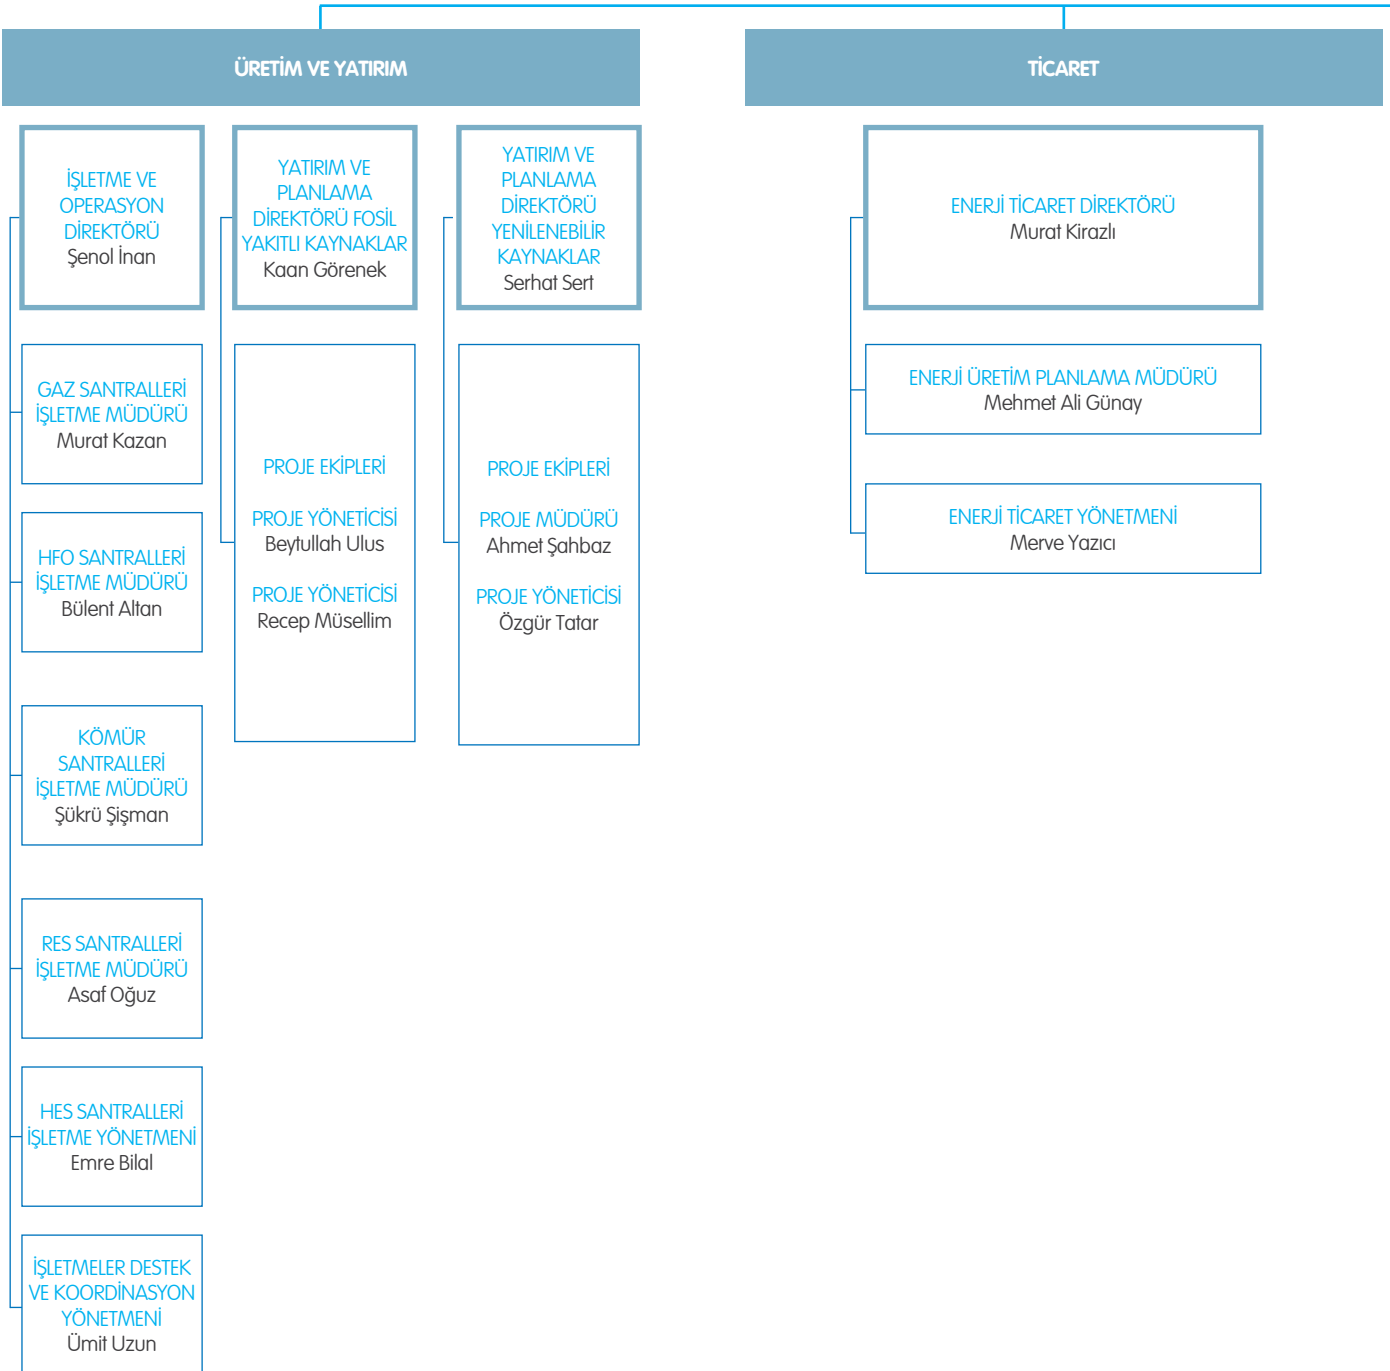 ÜRETİM VE YATIRIM
TİCARET
İŞLETME VE
OPERASYON
DİREKTÖRÜ
Şenol İnan
YATIRIM VE
PLANLAMA
DİREKTÖRÜ FOSİL
YAKITLI KAYNAKLAR
Kaan Görenek
YATIRIM VE
PLANLAMA
DİREKTÖRÜ
YENİLENEBİLİR
KAYNAKLAR
Serhat Sert
ENERJİ TİCARET DİREKTÖRÜ
Murat Kirazlı
GAZ SANTRALLERİ
İŞLETME MÜDÜRÜ
Murat Kazan
HFO SANTRALLERİ
İŞLETME MÜDÜRÜ
Bülent Altan
KÖMÜR
SANTRALLERİ
İŞLETME MÜDÜRÜ
Şükrü Şişman
RES SANTRALLERİ
İŞLETME MÜDÜRÜ
Asaf Oğuz
HES SANTRALLERİ
İŞLETME YÖNETMENİ
Emre Bilal
İŞLETMELER DESTEK
VE KOORDİNASYON
YÖNETMENİ
Ümit Uzun
PROJE EKİPLERİ
PROJE YÖNETİCİSİ
Beytullah Ulus
PROJE YÖNETİCİSİ
Recep Müsellim
PROJE EKİPLERİ
PROJE MÜDÜRÜ
Ahmet Şahbaz
PROJE YÖNETİCİSİ
Özgür Tatar
ENERJİ ÜRETİM PLANLAMA MÜDÜRÜ
Mehmet Ali Günay
ENERJİ TİCARET YÖNETMENİ
Merve Yazıcı